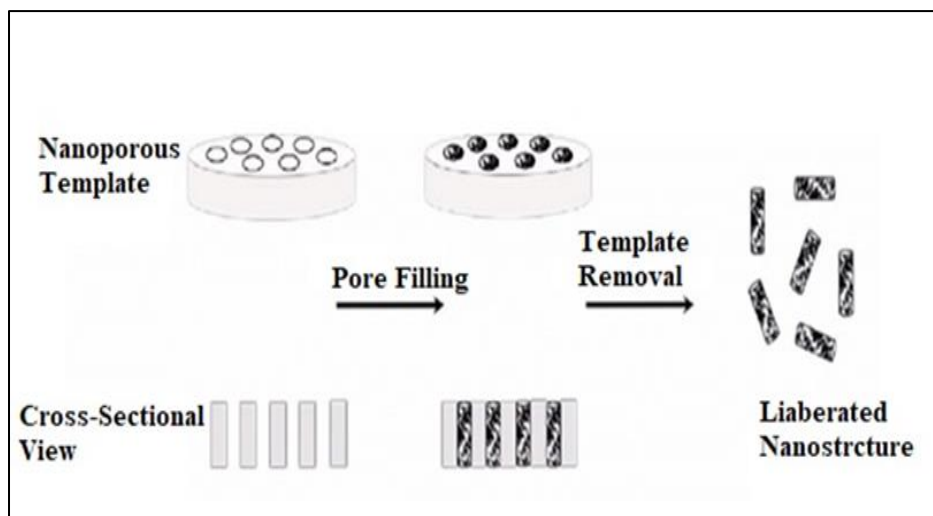 Nanoporous
Template
Pore Filling
Template
Removal
Cross-Sectional
View
Liaberated
Nanostrcture